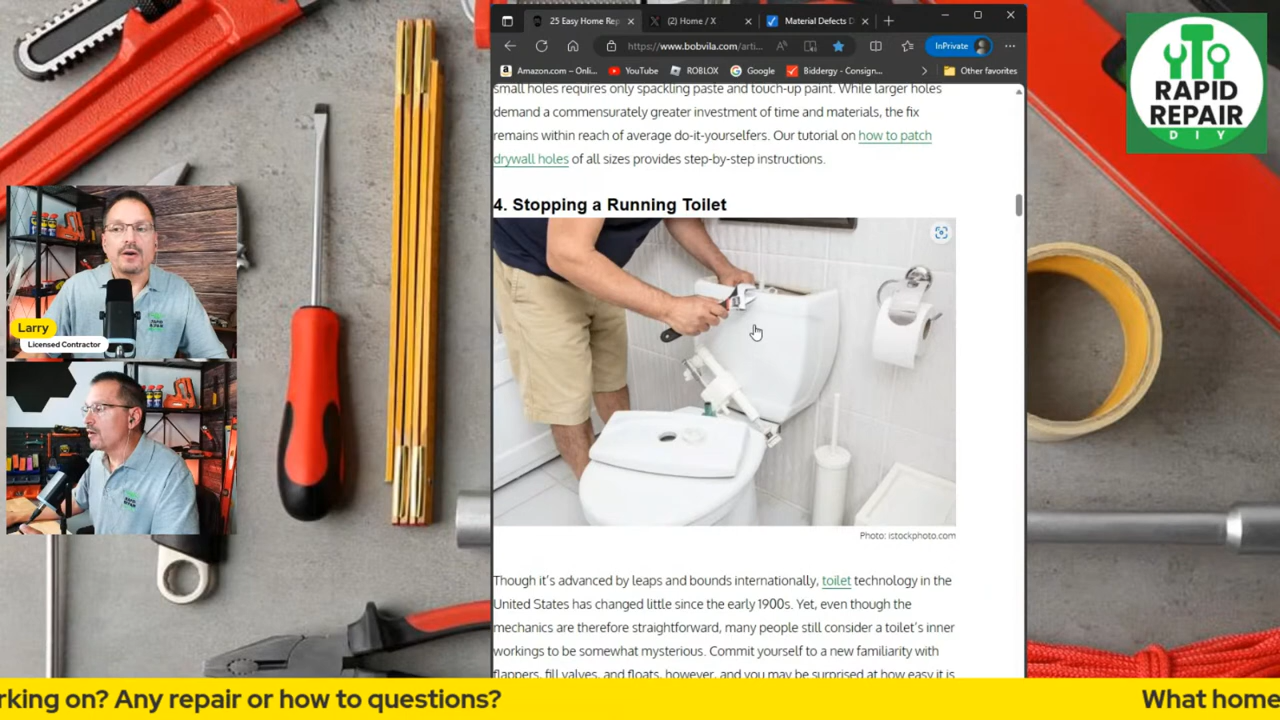 25 Easy Home Rep
(2) Home / X
Material Defects D
https://www.bobvila.com/arti...
InPrivate
Amazon.com – Onli...
YouTube
ROBLOX
Google
Biddergy - Consign...
Other favorites
RAPID
REPAIR
DIY
small holes requires only spackling paste and touch-up paint. While larger holes
demand a commensurately greater investment of time and materials, the fix
remains within reach of average do-it-yourselfers. Our tutorial on how to patch
drywall holes of all sizes provides step-by-step instructions.
4. Stopping a Running Toilet
Larry
Licensed Contractor
Photo: istockphoto.com
Though it's advanced by leaps and bounds internationally, toilet technology in the
United States has changed little since the early 1900s. Yet, even though the
mechanics are therefore straightforward, many people still consider a toilet's inner
workings to be somewhat mysterious. Commit yourself to a new familiarity with
flappers, fill valves, and floats, however, and you may be surprised at how easy it is
rking on? Any repair or how to questions?
What home